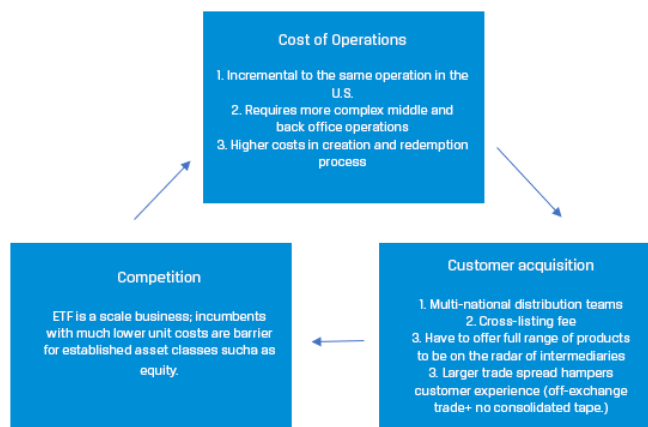 Cost of Operations
1. Incremental to the same operation in the
U.S.
2. Requires more complex middle and
back office operations
3. Higher costs in creation and redemption
process
Competition
ETF is a scale business; incumbents
with much lower unit costs are barrier
for established asset classes sucha as
equity.
Customer acquisition
1. Multi-national distribution teams
2. Cross-listing fee
3. Have to offer full range of products
to be on the radar of intermediaries
3. Larger trade spread hampers
customer experience (off-exchange
trade+ no consolidated tape.)